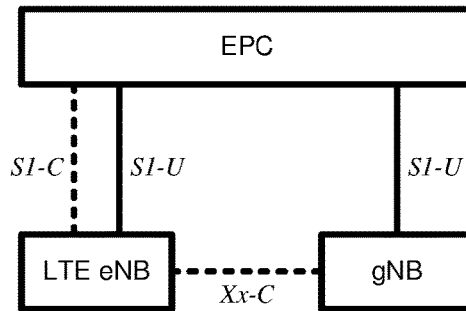 EPC
S1-C
S1-U
S1-U
LTE eNB
gNB
Xx-C